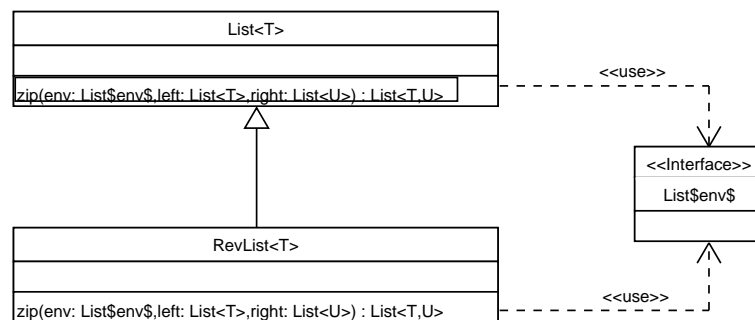 List<T>
zip(env: List$env$,left: List<T>,right: List<U>) : List<T,U>
<<use>>
<<Interface>>
List$env$
RevList<T>
zip(env: List$env$,left: List<T>,right: List<U>) : List<T,U>
<<use>>